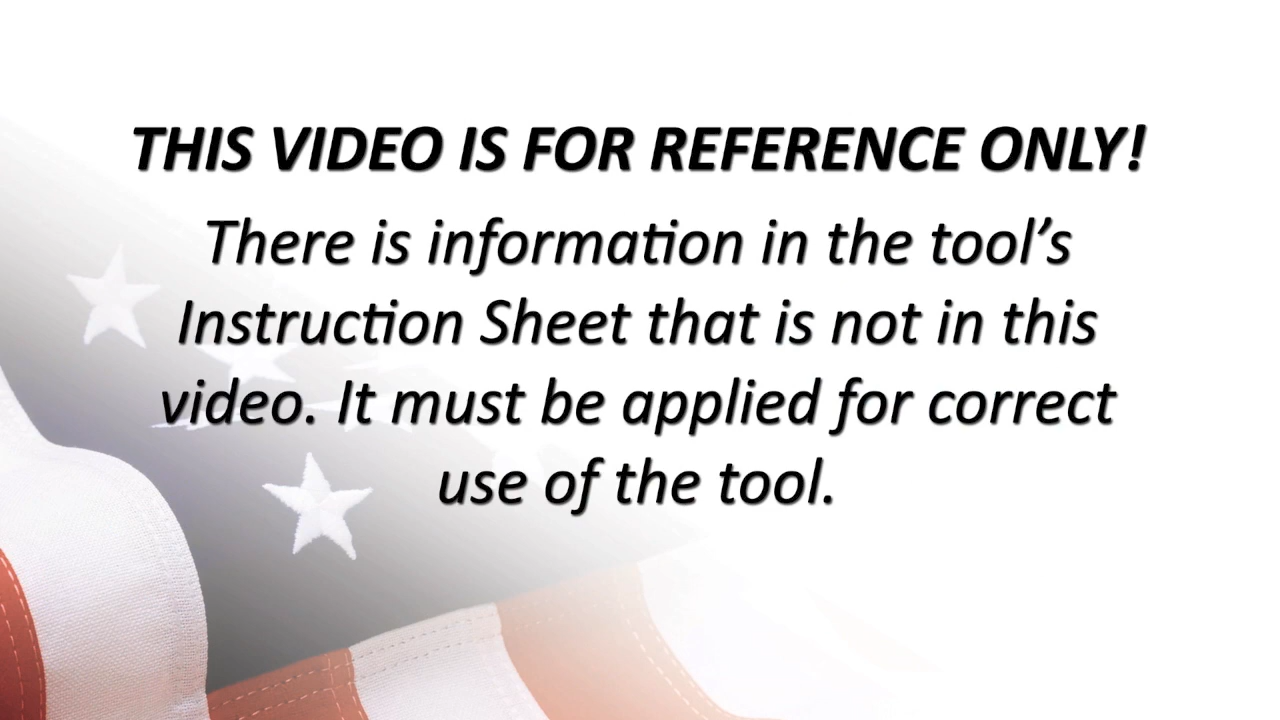 THIS VIDEO IS FOR REFERENCE ONLY!
There is information in the tool’s
Instruction Sheet that is not in this
video. It must be applied for correct
use of the tool.